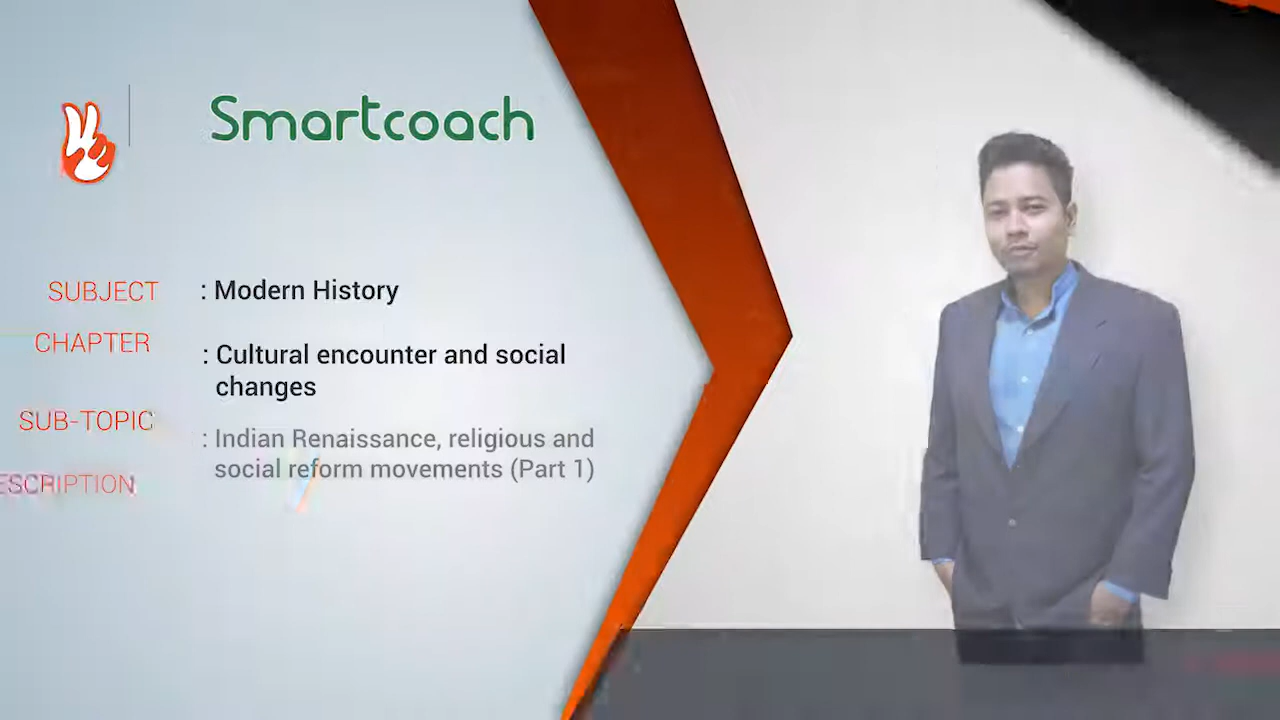 Smartcoach
SUBJECT : Modern History
CHAPTER : Cultural encounter and social
changes
SUB-TOPIC : Indian Renaissance, religious and
social reform movements (Part 1)
ESCRIPTION